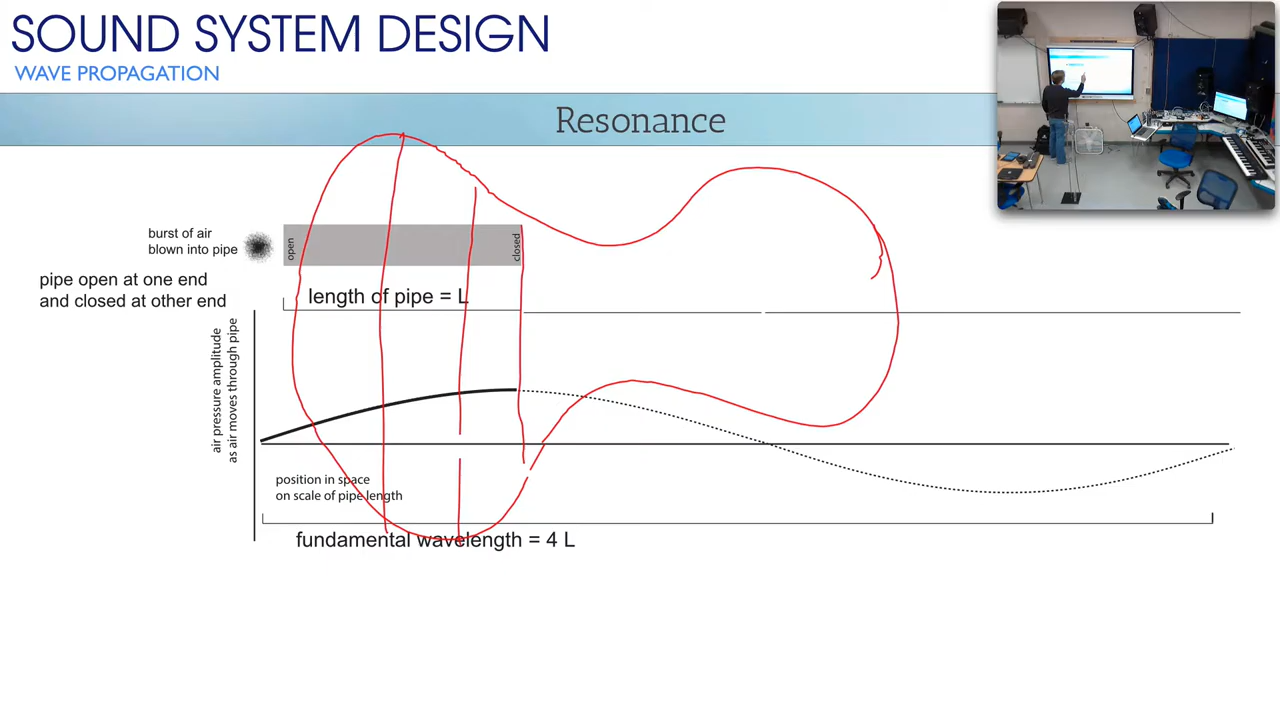 SOUND SYSTEM DESIGN
WAVE PROPAGATION
Resonance
burst of air
blown into pipe
open
closed
pipe open at one end
and closed at other end
length of pipe = L
air pressure amplitude
as air moves through pipe
position in space
on scale of pipe length
fundamental wavelength = 4 L